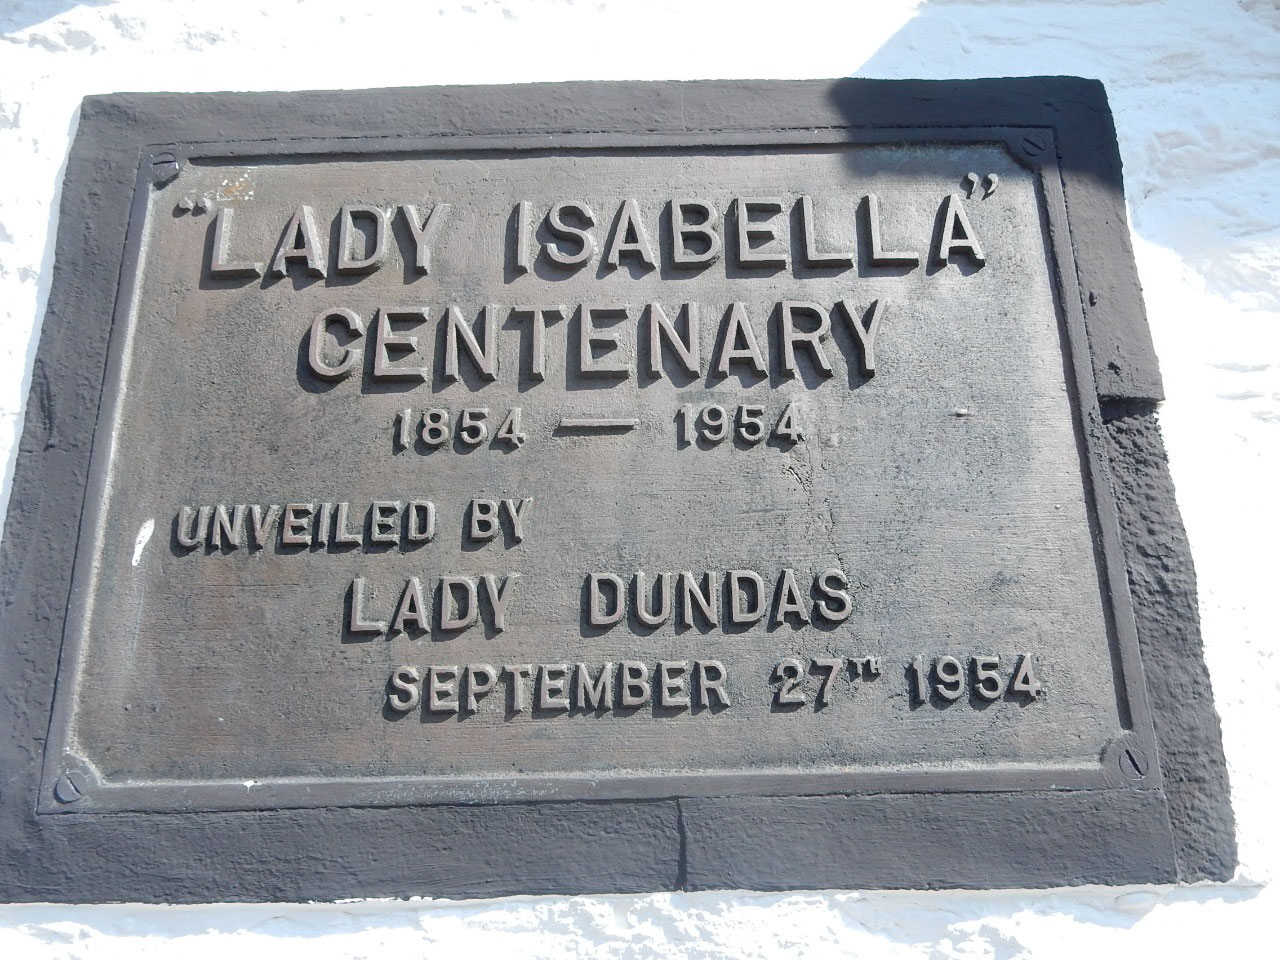 “LADY ISABELLA”
CENTENARY
1854 — 1954
UNVEILED BY
LADY DUNDAS
SEPTEMBER 27TH 1954